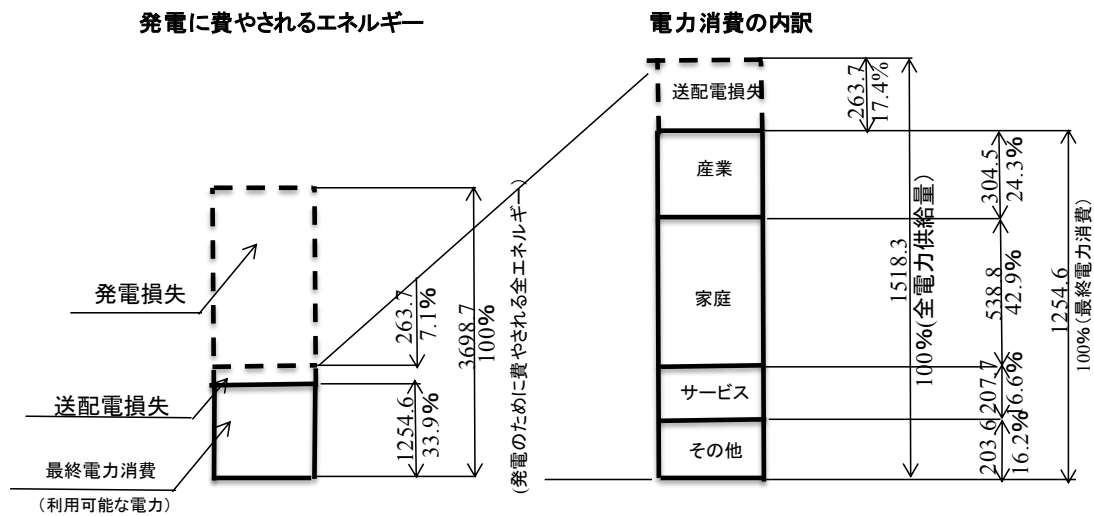 発電に費やされるエネルギー
電力消費の内訳
発電損失
送配電損失
最終電力消費
(利用可能な電力)
263.7
7.1%
1254.6
33.9%
3698.7
100%
(発電のために費やされる全エネルギー)
送配電損失
産業
家庭
サービス
その他
263.7
17.4%
1518.3
100%(全電力供給量)
304.5
24.3%
538.8
42.9%
207.7
16.6%
203.6
16.2%
1254.6
100%(最終電力消費)